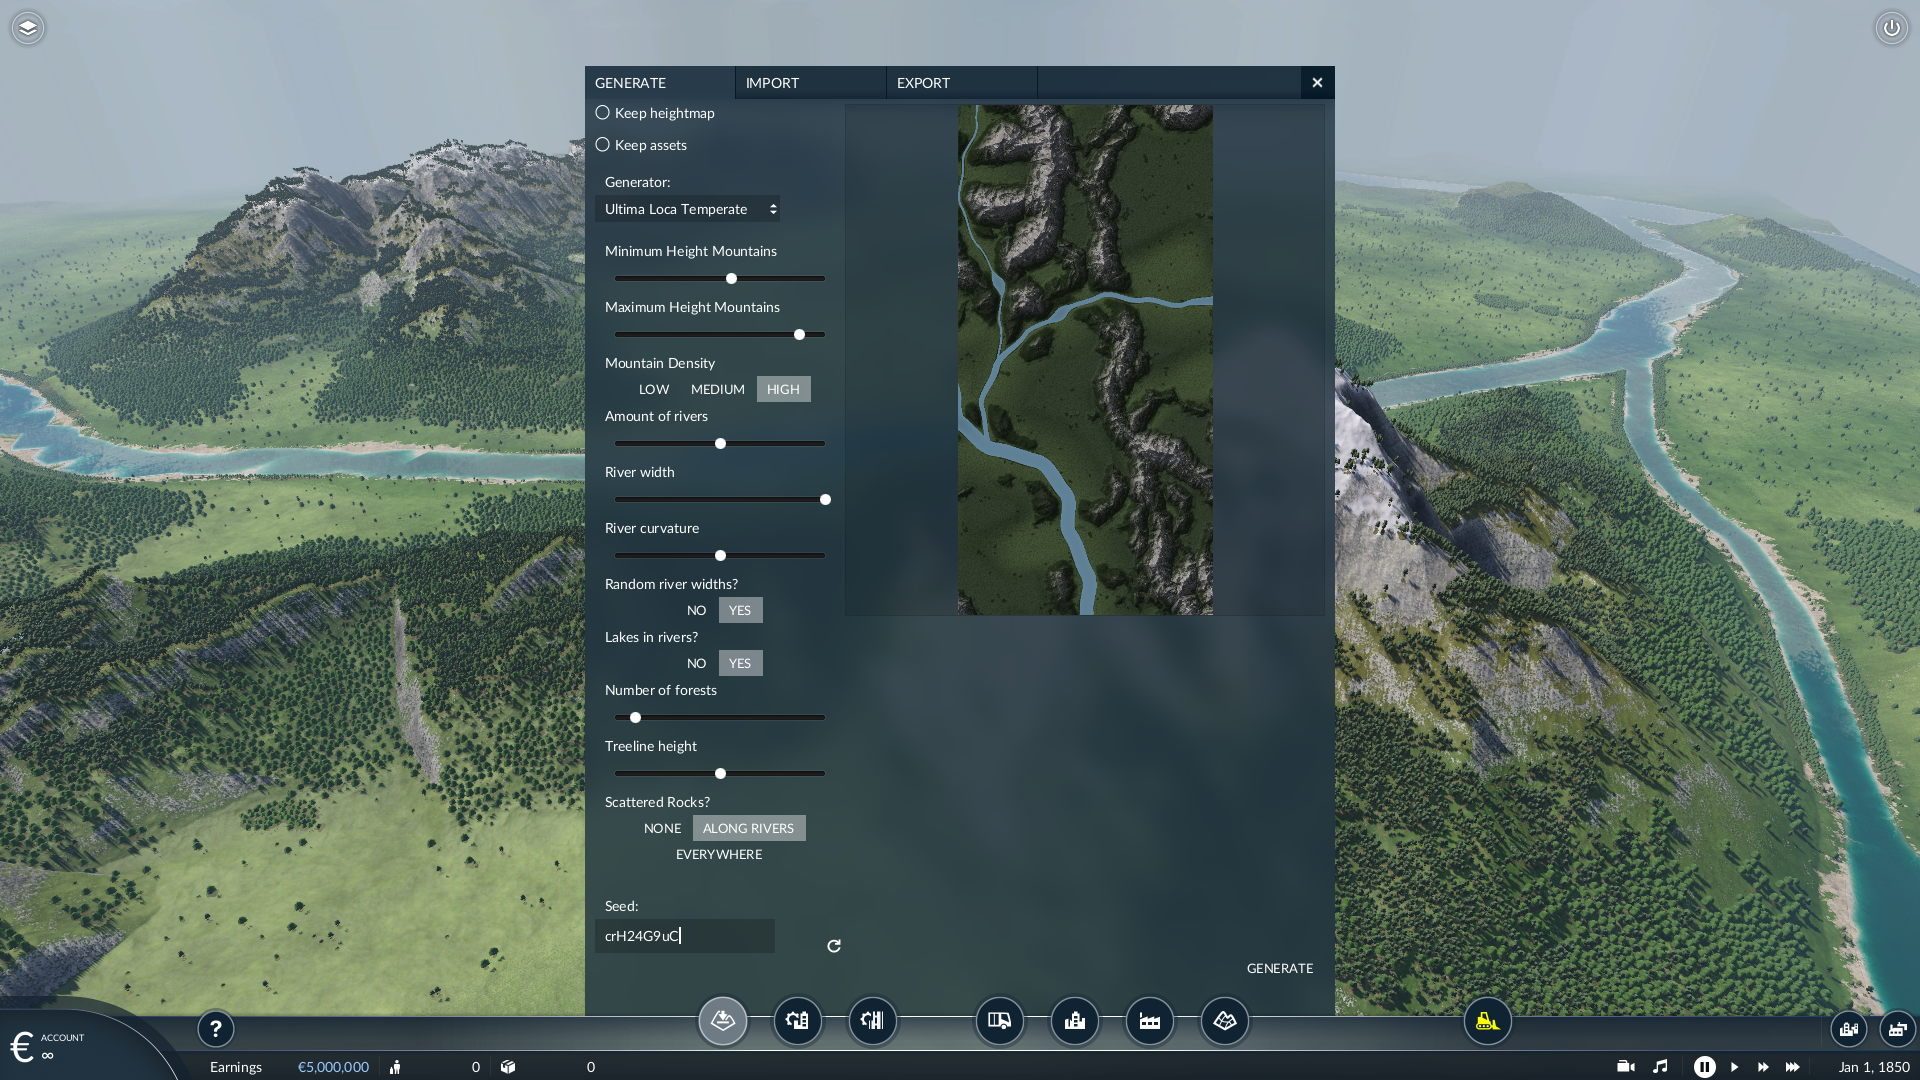 GENERATE IMPORT EXPORT
Keep heightmap
Keep assets
Generator:
Ultima Loca Temperate
Minimum Height Mountains
Maximum Height Mountains
Mountain Density
LOW MEDIUM HIGH
Amount of rivers
River width
River curvature
Random river widths?
NO YES
Lakes in rivers?
NO YES
Number of forests
Treeline height
Scattered Rocks?
NONE ALONG RIVERS
EVERYWHERE
Seed:
crH24G9uC
GENERATE
?
€ ACCOUNT
∞
Earnings €5,000,000 0 0 Jan 1, 1850